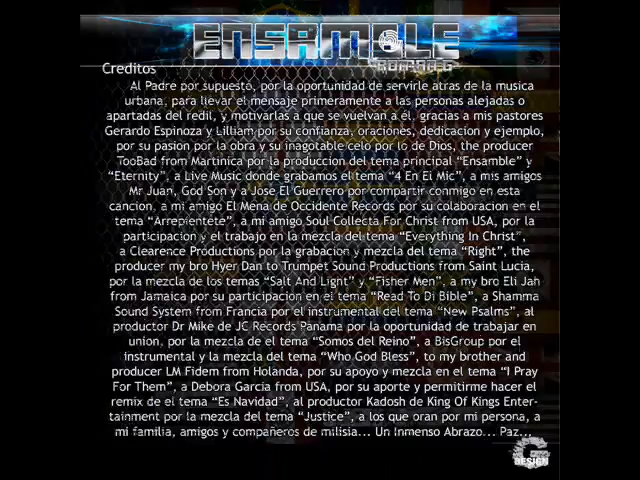 ENSAMBLE
ROMAN G
Creditos
Al Padre por supuesto, por la oportunidad de servirle atras de la musica
urbana, para llevar el mensaje primeramente a las personas alejadas o
apartadas del redil, y motivarlas a que se vuelvan a él, gracias a mis pastores
Gerardo Espinoza y Lilliam por su confianza, oraciones, dedicacion y ejemplo,
por su pasion por la obra y su inagotable celo por lo de Dios, the producer
TooBad from Martinica por la produccion del tema principal "Ensamble" y
"Eternity", a Live Music donde grabamos el tema "4 En El Mic", a mis amigos
Mr Juan, God Son y a Jose El Guerrero por compartir conmigo en esta
cancion, a mi amigo El Mena de Occidente Records por su colaboracion en el
tema "Arrepientete", a mi amigo Soul Collecta For Christ from USA, por la
participacion y el trabajo en la mezcla del tema "Everything In Christ",
a Clearence Productions por la grabacion y mezcla del tema "Right", the
producer my bro Hyer Dan to Trumpet Sound Productions from Saint Lucia,
por la mezcla de los temas "Salt And Light" y "Fisher Men", a my bro Eli Jah
from Jamaica por su participacion en el tema "Read To Di Bible", a Shamma
Sound System from Francia por el instrumental del tema "New Psalms", al
productor Dr Mike de JC Records Panama por la oportunidad de trabajar en
union, por la mezcla de el tema "Somos del Reino", a BisGroup por el
instrumental y la mezcla del tema "Who God Bless", to my brother and
producer LM Fidem from Holanda, por su apoyo y mezcla en el tema "I Pray
For Them", a Debora Garcia from USA, por su aporte y permitirme hacer el
remix de el tema "Es Navidad", al productor Kadosh de King Of Kings Enter-
tainment por la mezcla del tema "Justice", a los que oran por mi persona, a
mi familia, amigos y compañeros de milisia... Un Inmenso Abrazo... Paz...
G
DESIGN